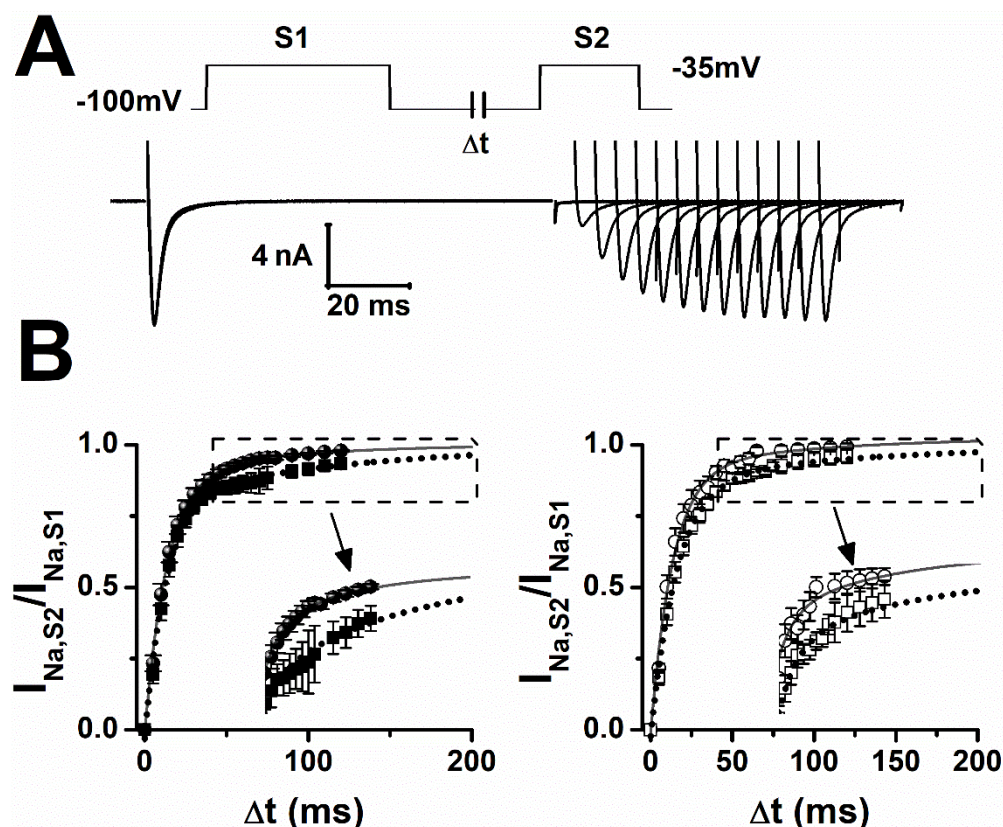 A
S1
S2
-100mV
-35mV
Δt
4 nA
20 ms
B
1.0
0.5
0.0
I_Na,S2/I_Na,S1
0
100
200
Δt (ms)
1.0
0.5
0.0
I_Na,S2/I_Na,S1
0
50
100
150
200
Δt (ms)